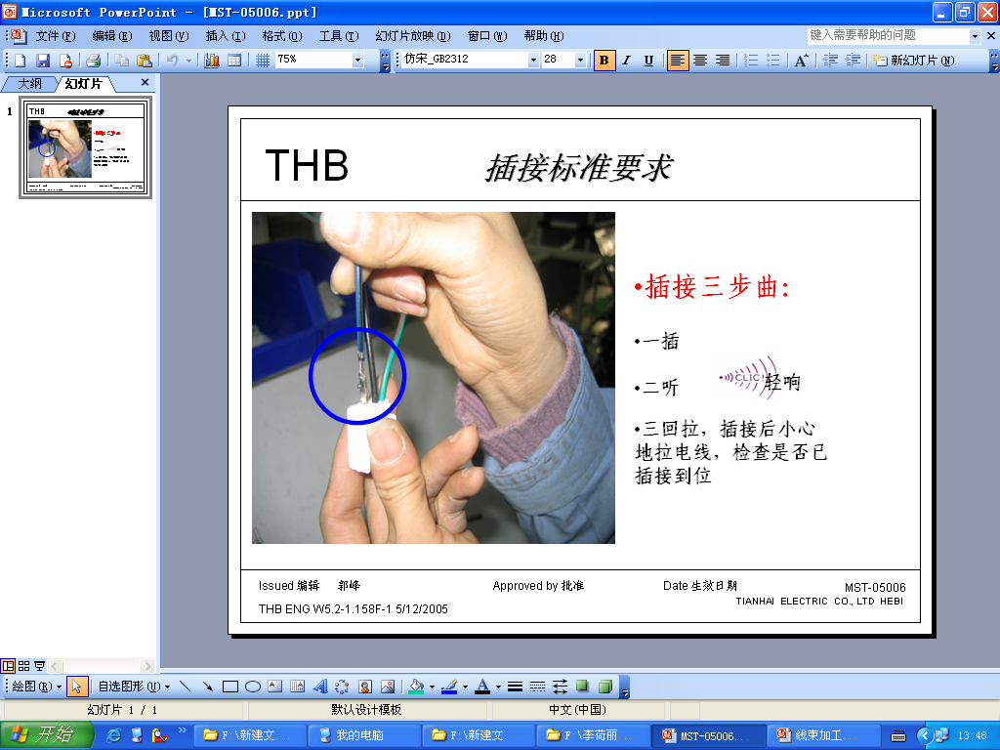 Microsoft PowerPoint - [MST-05006.ppt]
文件(F) 编辑(E) 视图(V) 插入(I) 格式(O) 工具(T) 幻灯片放映(D) 窗口(W) 帮助(H) 键入需要帮助的问题
75% 仿宋_GB2312 28 B I U A 新幻灯片(N)
大纲 幻灯片
1
THB 插接标准要求
•插接三步曲:
•一插
•二听 CLIC! 轻响
•三回拉，插接后小心
地拉电线，检查是否已
插接到位
Issued 编辑 郭峰 Approved by 批准 Date 生效日期 MST-05006
TIANHAI ELECTRIC CO., LTD HEBI
THB ENG W5.2-1.158F-1 5/12/2005
绘图(R) 自选图形(U)
幻灯片 1 / 1 默认设计模板 中文(中国)
开始 F:\新建文... 我的电脑 F:\新建文... F:\李荷丽... MST-05006... 线束加工... 13:48